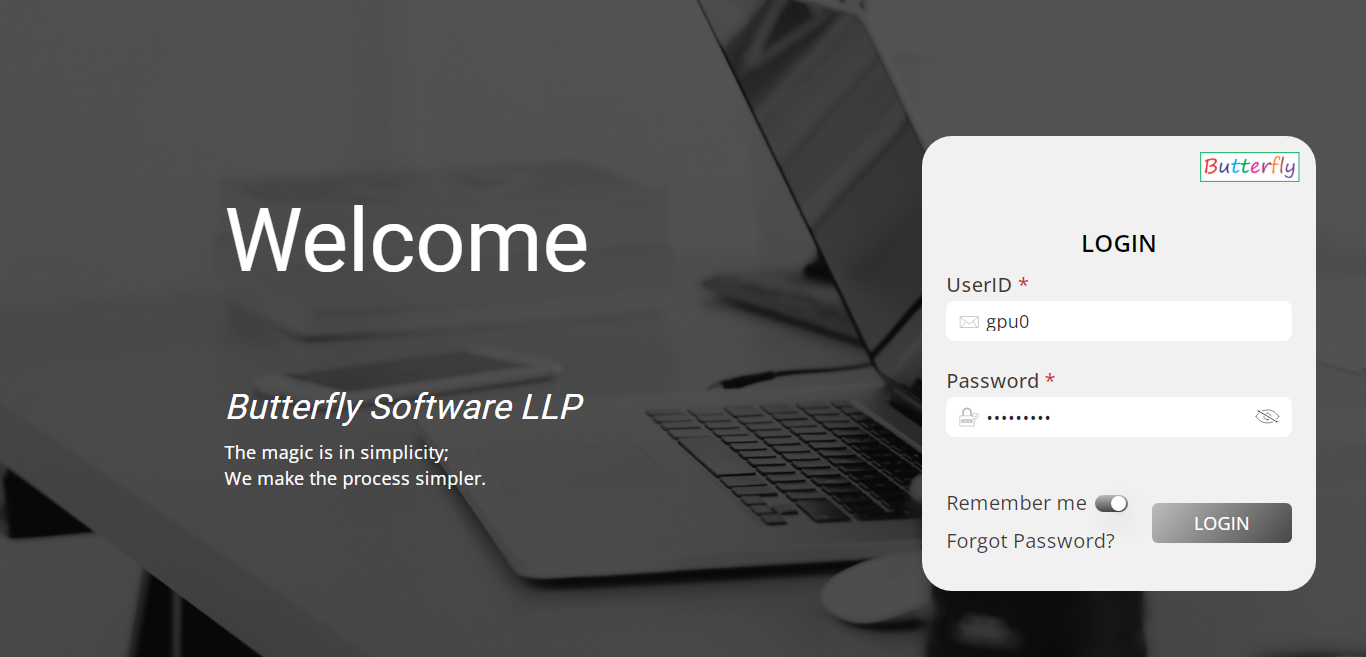 Welcome
Butterfly Software LLP
The magic is in simplicity;
We make the process simpler.
Butterfly
LOGIN
UserID *
gpu0
Password *
•••••••••
Remember me
Forgot Password?
LOGIN